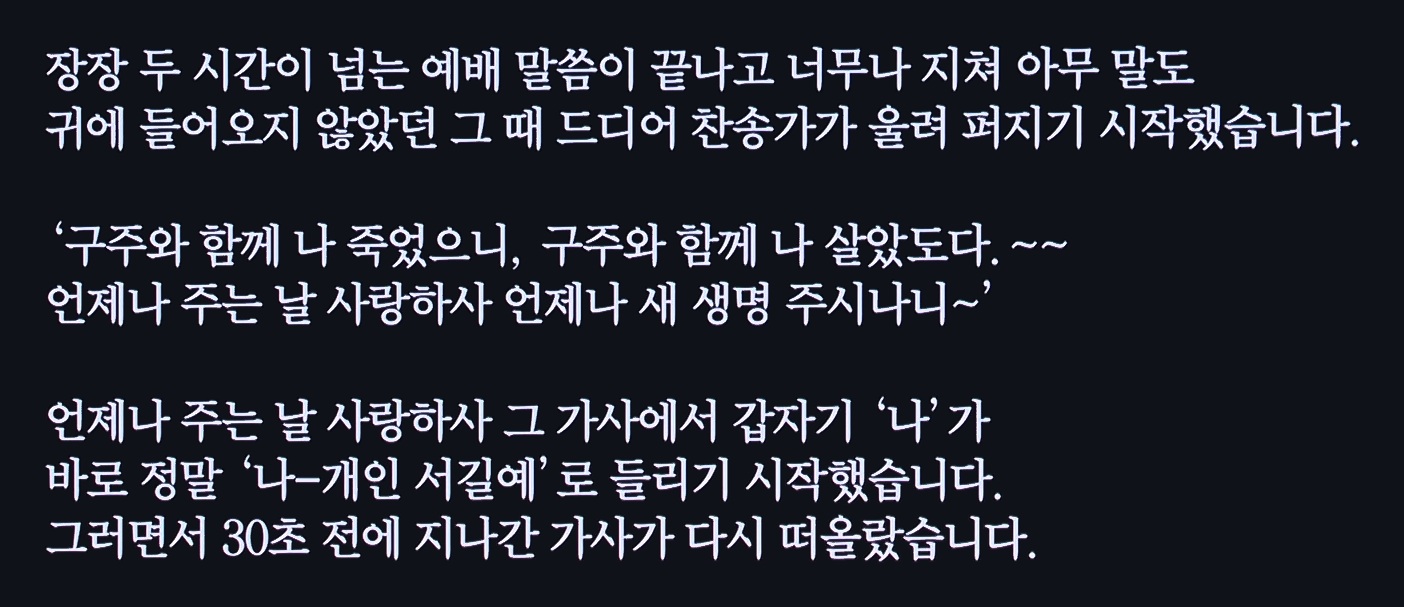 장장 두 시간이 넘는 예배 말씀이 끝나고 너무나 지쳐 아무 말도
귀에 들어오지 않았던 그 때 드디어 찬송가가 울려 퍼지기 시작했습니다.
‘구주와 함께 나 죽었으니, 구주와 함께 나 살았도다. ~~
언제나 주는 날 사랑하사 언제나 새 생명 주시나니~’
언제나 주는 날 사랑하사 그 가사에서 갑자기 ‘나’ 가
바로 정말 ‘나-개인 서길예’ 로 들리기 시작했습니다.
그러면서 30초 전에 지나간 가사가 다시 떠올랐습니다.